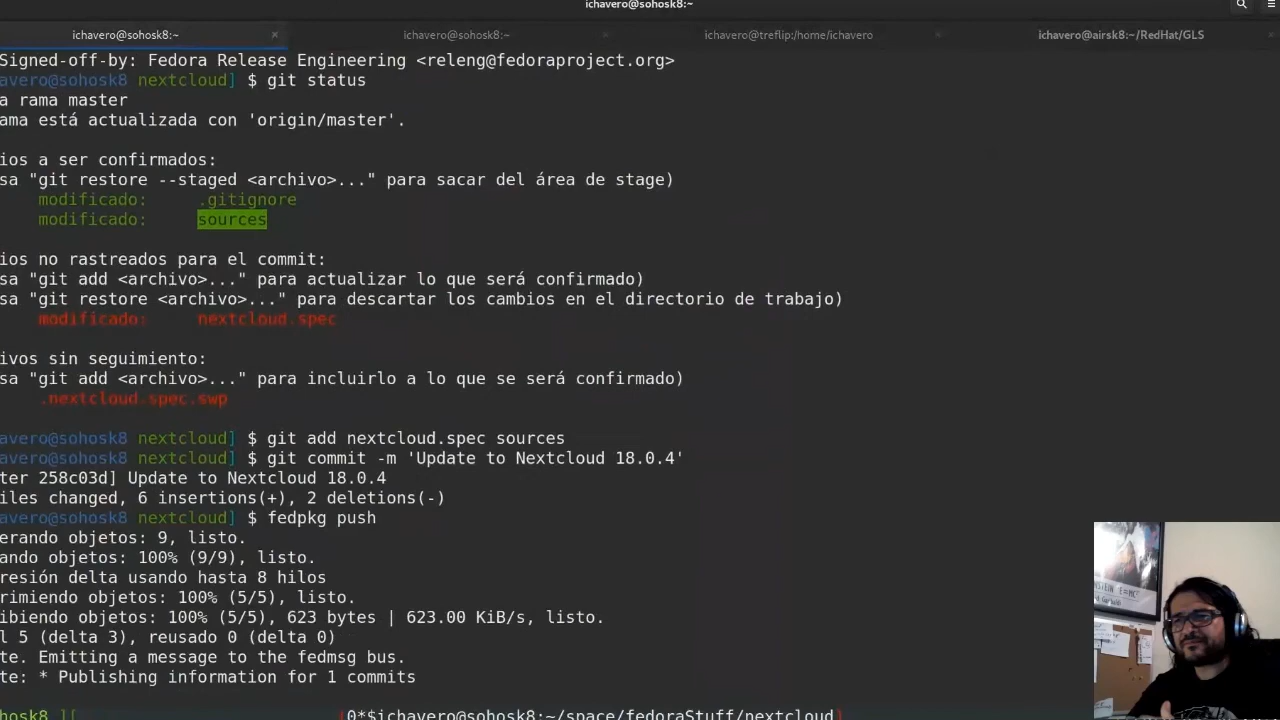 ichavero@sohosk8:~
ichavero@sohosk8:~ × ichavero@sohosk8:~ × ichavero@treflip:/home/ichavero × ichavero@airsk8:~/RedHat/GLS ×
Signed-off-by: Fedora Release Engineering <releng@fedoraproject.org>
avero@sohosk8 nextcloud] $ git status
a rama master
ama está actualizada con 'origin/master'.
ios a ser confirmados:
sa "git restore --staged <archivo>..." para sacar del área de stage)
modificado: .gitignore
modificado: sources
ios no rastreados para el commit:
sa "git add <archivo>..." para actualizar lo que será confirmado)
sa "git restore <archivo>..." para descartar los cambios en el directorio de trabajo)
modificado: nextcloud.spec
ivos sin seguimiento:
sa "git add <archivo>..." para incluirlo a lo que se será confirmado)
.nextcloud.spec.swp
avero@sohosk8 nextcloud] $ git add nextcloud.spec sources
avero@sohosk8 nextcloud] $ git commit -m 'Update to Nextcloud 18.0.4'
ter 258c03d] Update to Nextcloud 18.0.4
iles changed, 6 insertions(+), 2 deletions(-)
avero@sohosk8 nextcloud] $ fedpkg push
erando objetos: 9, listo.
ando objetos: 100% (9/9), listo.
resión delta usando hasta 8 hilos
rimiendo objetos: 100% (5/5), listo.
ibiendo objetos: 100% (5/5), 623 bytes | 623.00 KiB/s, listo.
l 5 (delta 3), reusado 0 (delta 0)
te. Emitting a message to the fedmsg bus.
te: * Publishing information for 1 commits
hosk8 ][ [0*$ichavero@sohosk8:~/space/fedoraStuff/nextcloud]